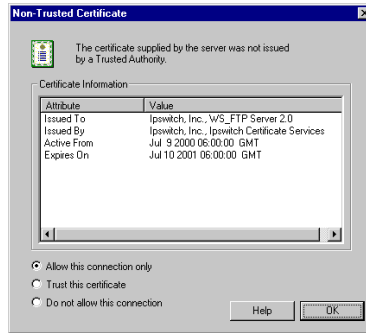 Non-Trusted Certificate
The certificate supplied by the server was not issued
by a Trusted Authority.
Certificate Information
Attribute Value
Issued To Ipswitch, Inc., WS_FTP Server 2.0
Issued By Ipswitch, Inc., Ipswitch Certificate Services
Active From Jul 9 2000 06:00:00 GMT
Expires On Jul 10 2001 06:00:00 GMT
Allow this connection only
Trust this certificate
Do not allow this connection
Help OK